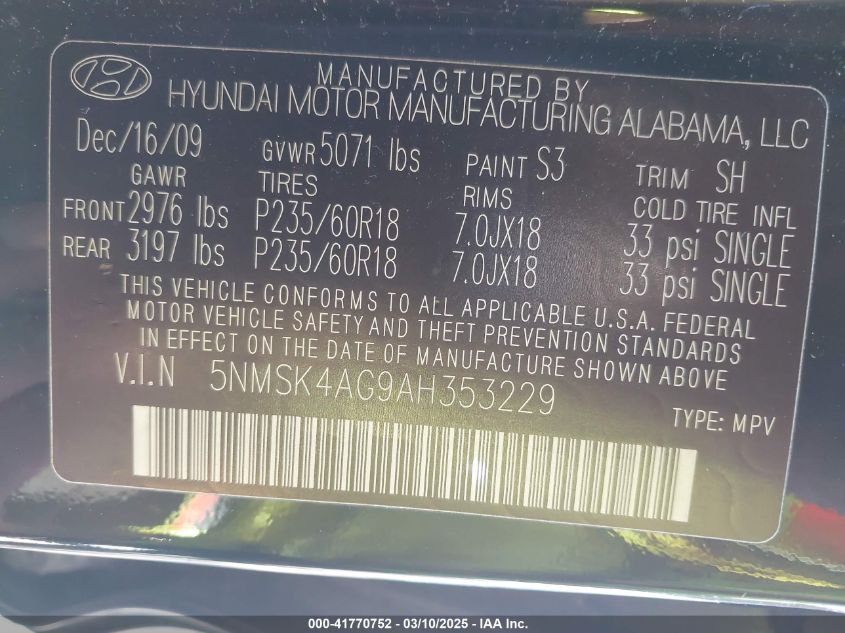 MANUFACTURED BY
HYUNDAI MOTOR MANUFACTURING ALABAMA, LLC
Dec/16/09 GVWR 5071 lbs PAINT S3 TRIM SH
GAWR TIRES RIMS COLD TIRE INFL
FRONT 2976 lbs P235/60R18 7.0JX18 33 psi SINGLE
REAR 3197 lbs P235/60R18 7.0JX18 33 psi SINGLE
THIS VEHICLE CONFORMS TO ALL APPLICABLE U.S.A. FEDERAL
MOTOR VEHICLE SAFETY AND THEFT PREVENTION STANDARDS
IN EFFECT ON THE DATE OF MANUFACTURE SHOWN ABOVE
V.I.N 5NMSK4AG9AH353229
TYPE: MPV
000-41770752 — 03/10/2025 — IAA Inc.